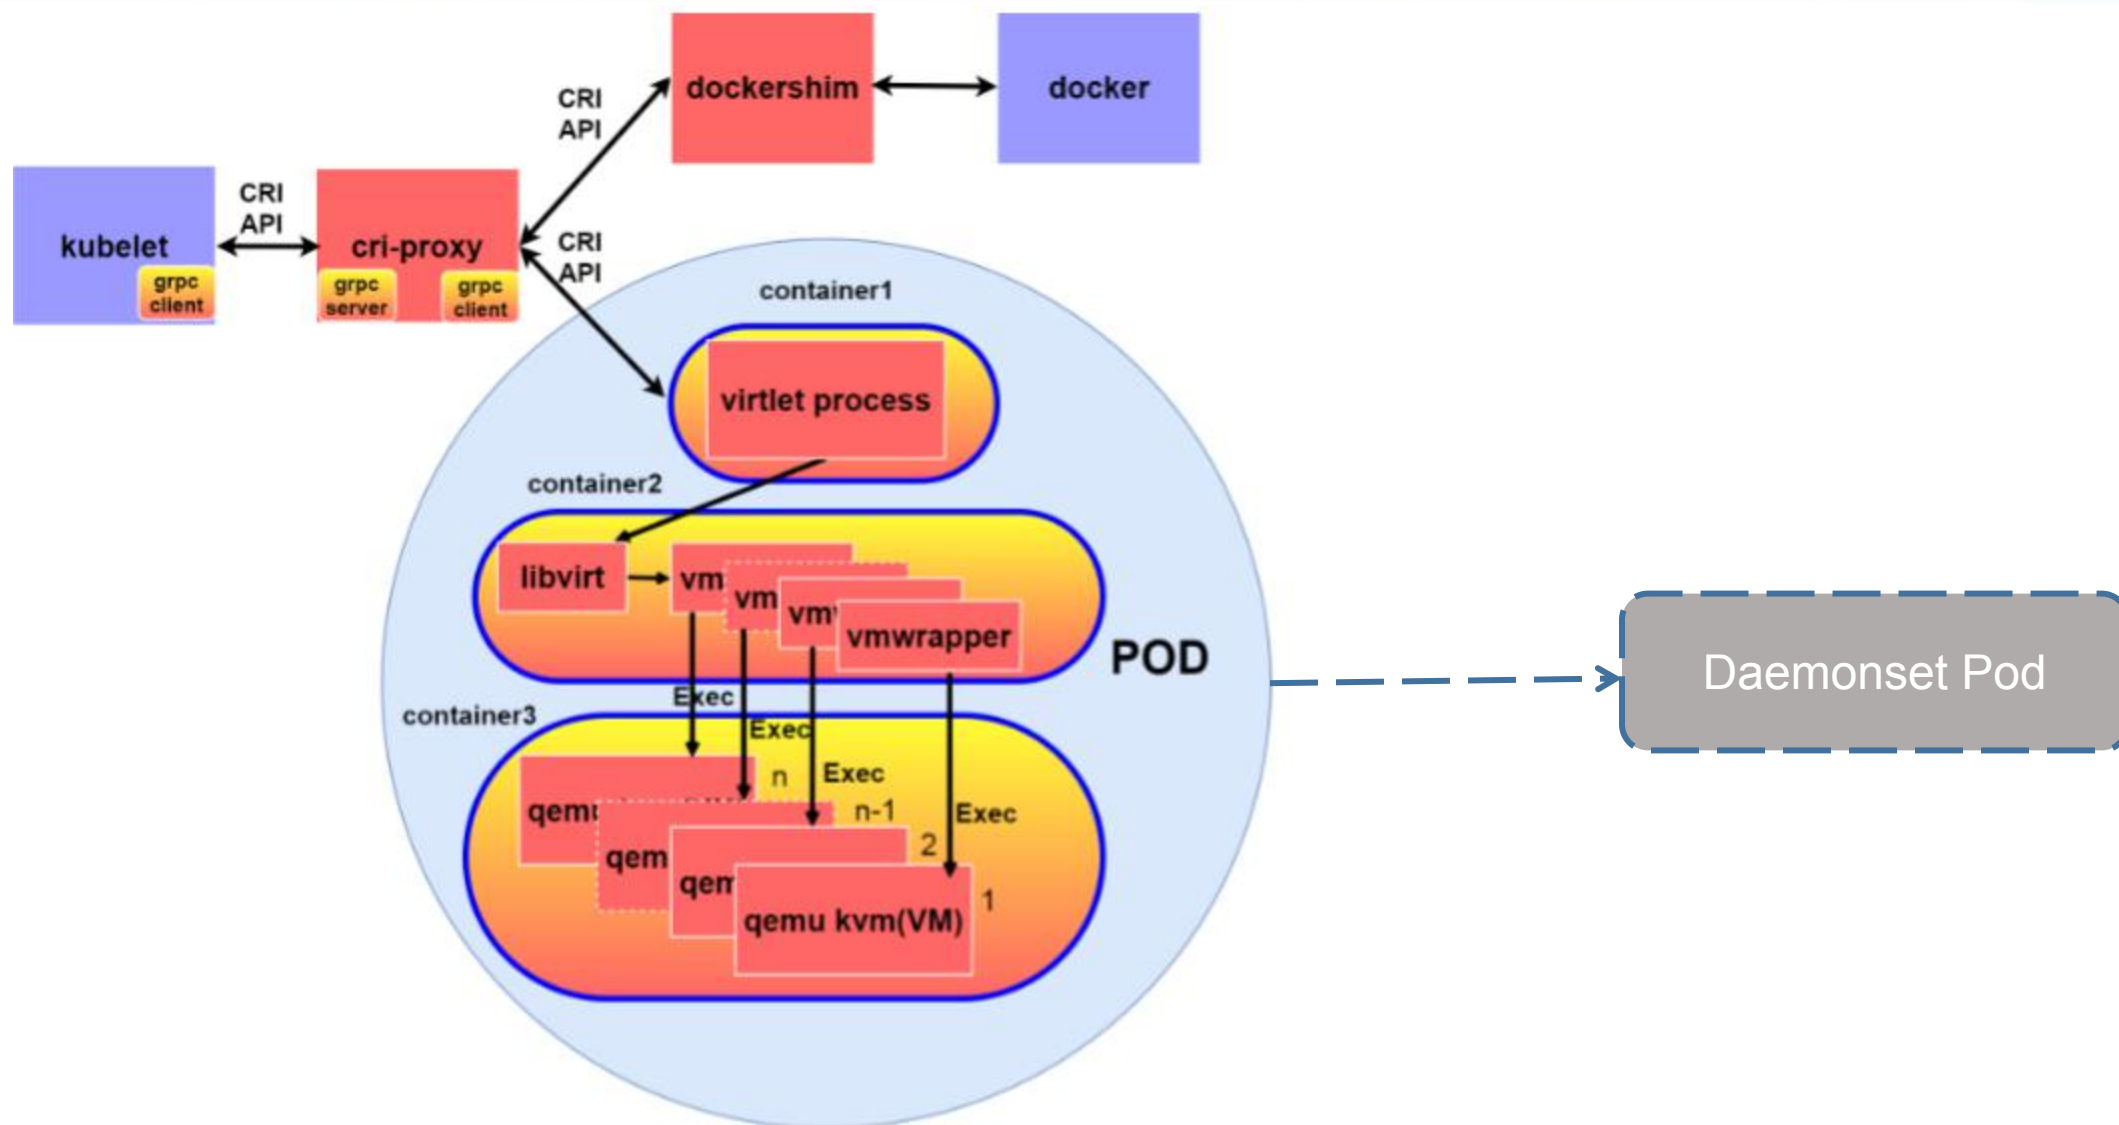 dockershim
docker
CRI
API
kubelet
grpc
client
CRI
API
cri-proxy
grpc
server
grpc
client
CRI
API
container1
virtlet process
container2
libvirt
vm
vm
vmwrapper
POD
Exec
Exec
Exec
Exec
container3
n
n-1
2
1
qem
qem
qemu kvm(VM)
Daemonset Pod